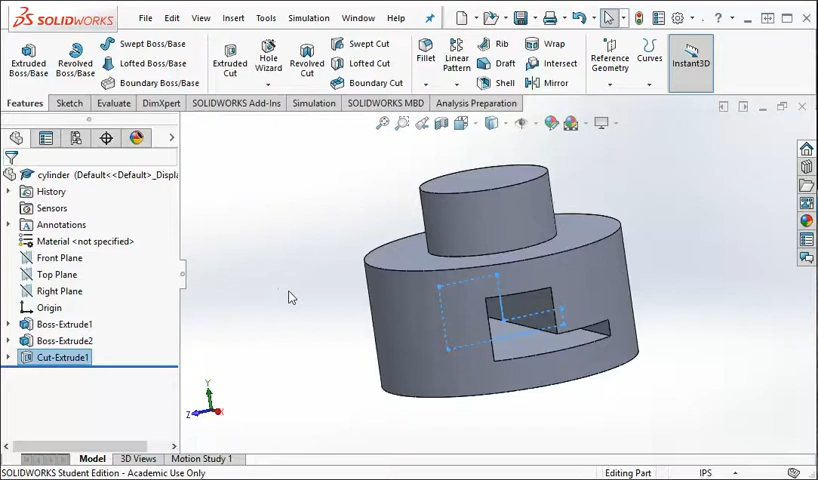 SOLIDWORKS File Edit View Insert Tools Simulation Window Help
Extruded Boss/Base
Revolved Boss/Base
Swept Boss/Base
Lofted Boss/Base
Boundary Boss/Base
Extruded Cut
Hole Wizard
Revolved Cut
Swept Cut
Lofted Cut
Boundary Cut
Fillet
Linear Pattern
Rib
Draft
Shell
Wrap
Intersect
Mirror
Reference Geometry
Curves
Instant3D
Features Sketch Evaluate DimXpert SOLIDWORKS Add-Ins Simulation SOLIDWORKS MBD Analysis Preparation
cylinder (Default<<Default>_Displa
History
Sensors
Annotations
Material <not specified>
Front Plane
Top Plane
Right Plane
Origin
Boss-Extrude1
Boss-Extrude2
Cut-Extrude1
Y
Z
X
Model 3D Views Motion Study 1
SOLIDWORKS Student Edition - Academic Use Only Editing Part IPS